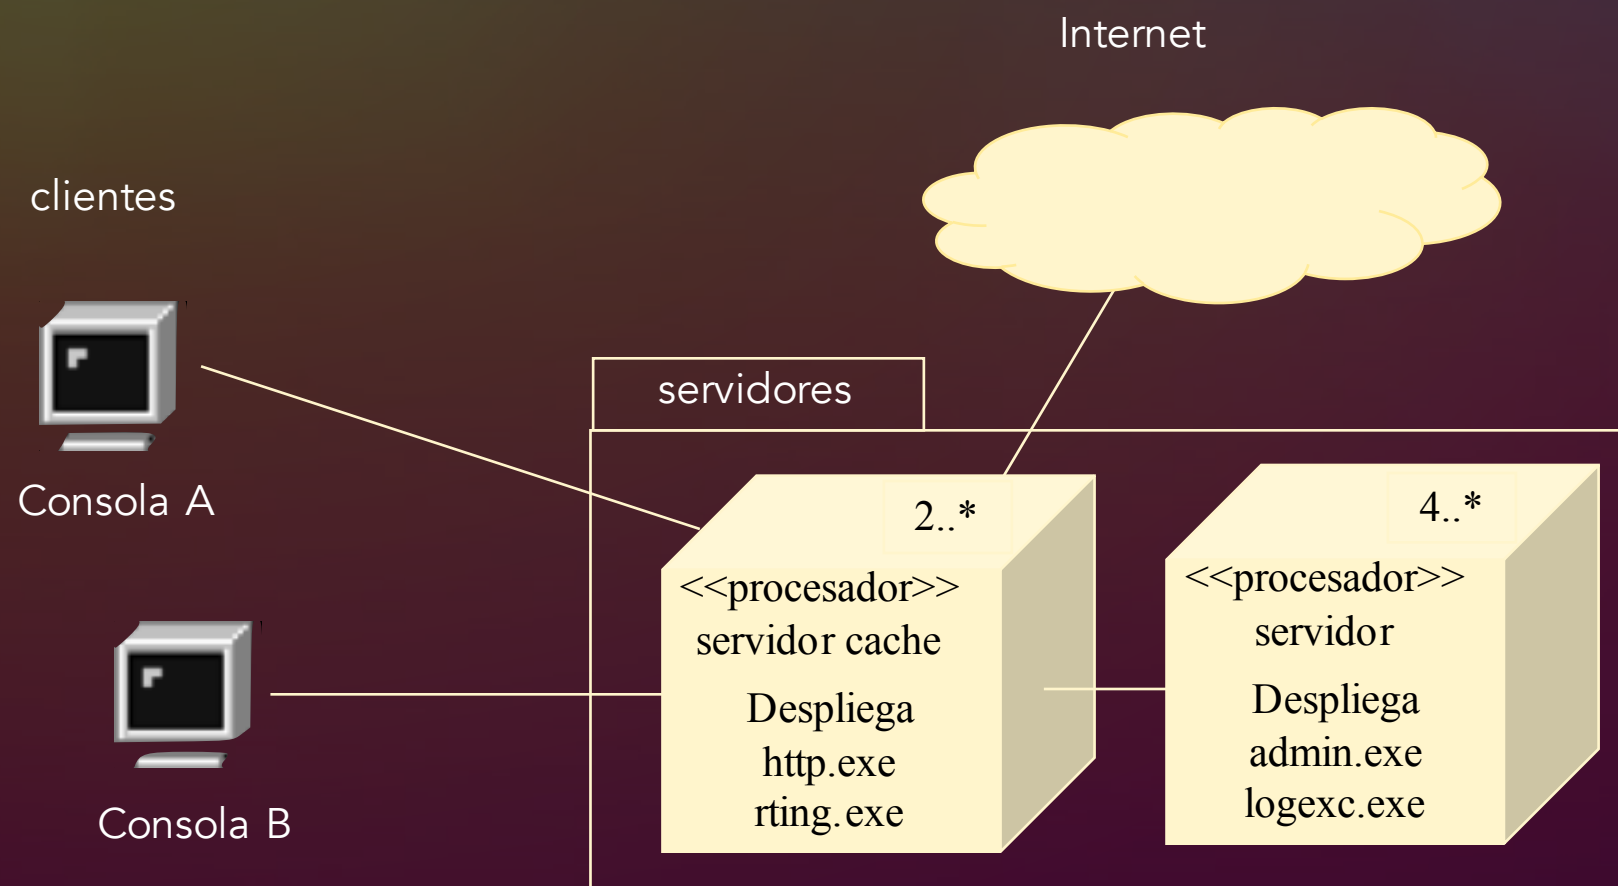 Internet
clientes
Consola A
Consola B
servidores
2..*
<<procesador>>
servidor cache
Despliega
http.exe
rting.exe
4..*
<<procesador>>
servidor
Despliega
admin.exe
logexc.exe